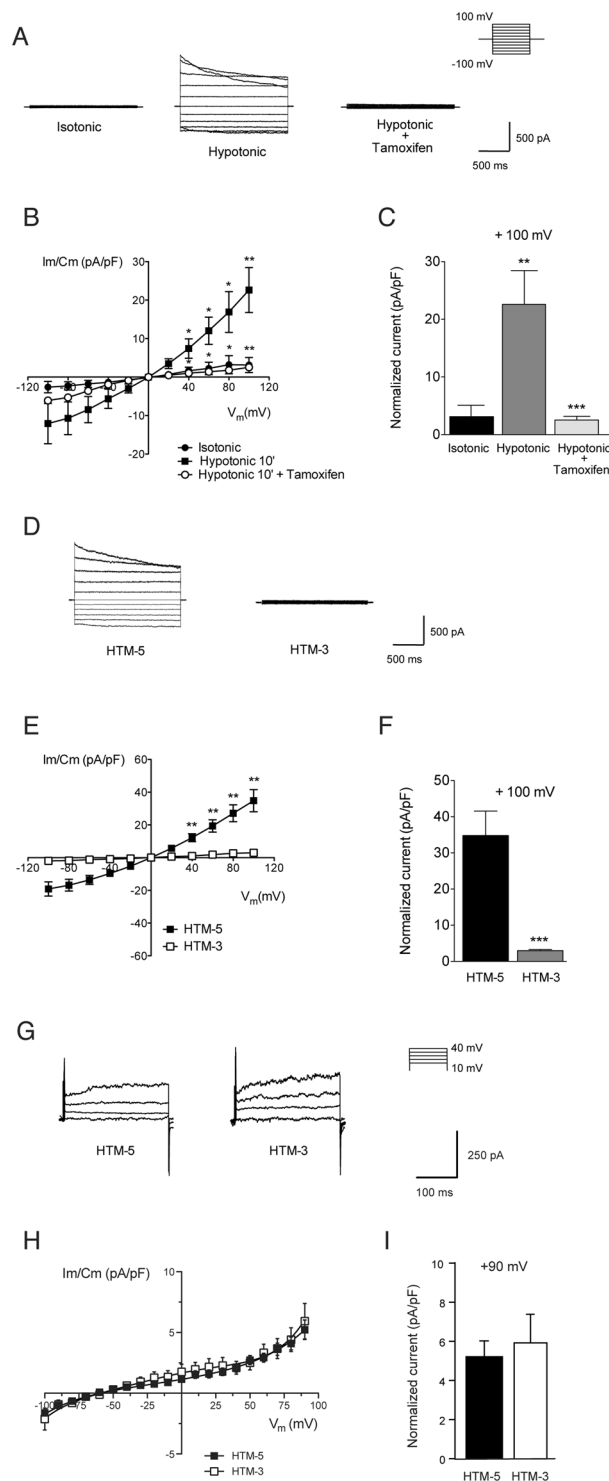 A
100 mV
-100 mV
Isotonic
Hypotonic
Hypotonic
+
Tamoxifen
500 pA
500 ms
B
Im/Cm (pA/pF)
30
20
10
-10
-20
-120
-80
-40
40
80
120
Vm(mV)
* * * **
* * * **
Isotonic
Hypotonic 10'
Hypotonic 10' + Tamoxifen
C
+ 100 mV
Normalized current (pA/pF)
30
20
10
0
**
***
Isotonic
Hypotonic
Hypotonic
+
Tamoxifen
D
HTM-5
HTM-3
500 pA
500 ms
E
Im/Cm (pA/pF)
60
40
20
-20
-40
-60
-120
-80
-40
40
80
120
Vm(mV)
** ** ** **
HTM-5
HTM-3
F
+ 100 mV
Normalized current (pA/pF)
50
40
30
20
10
0
***
HTM-5
HTM-3
G
HTM-5
HTM-3
40 mV
10 mV
250 pA
100 ms
H
Im/Cm (pA/pF)
10
5
-5
-100
-75
-50
-25
0
25
50
75
100
Vm (mV)
HTM-5
HTM-3
I
+90 mV
Normalized current (pA/pF)
10
8
6
4
2
0
HTM-5
HTM-3